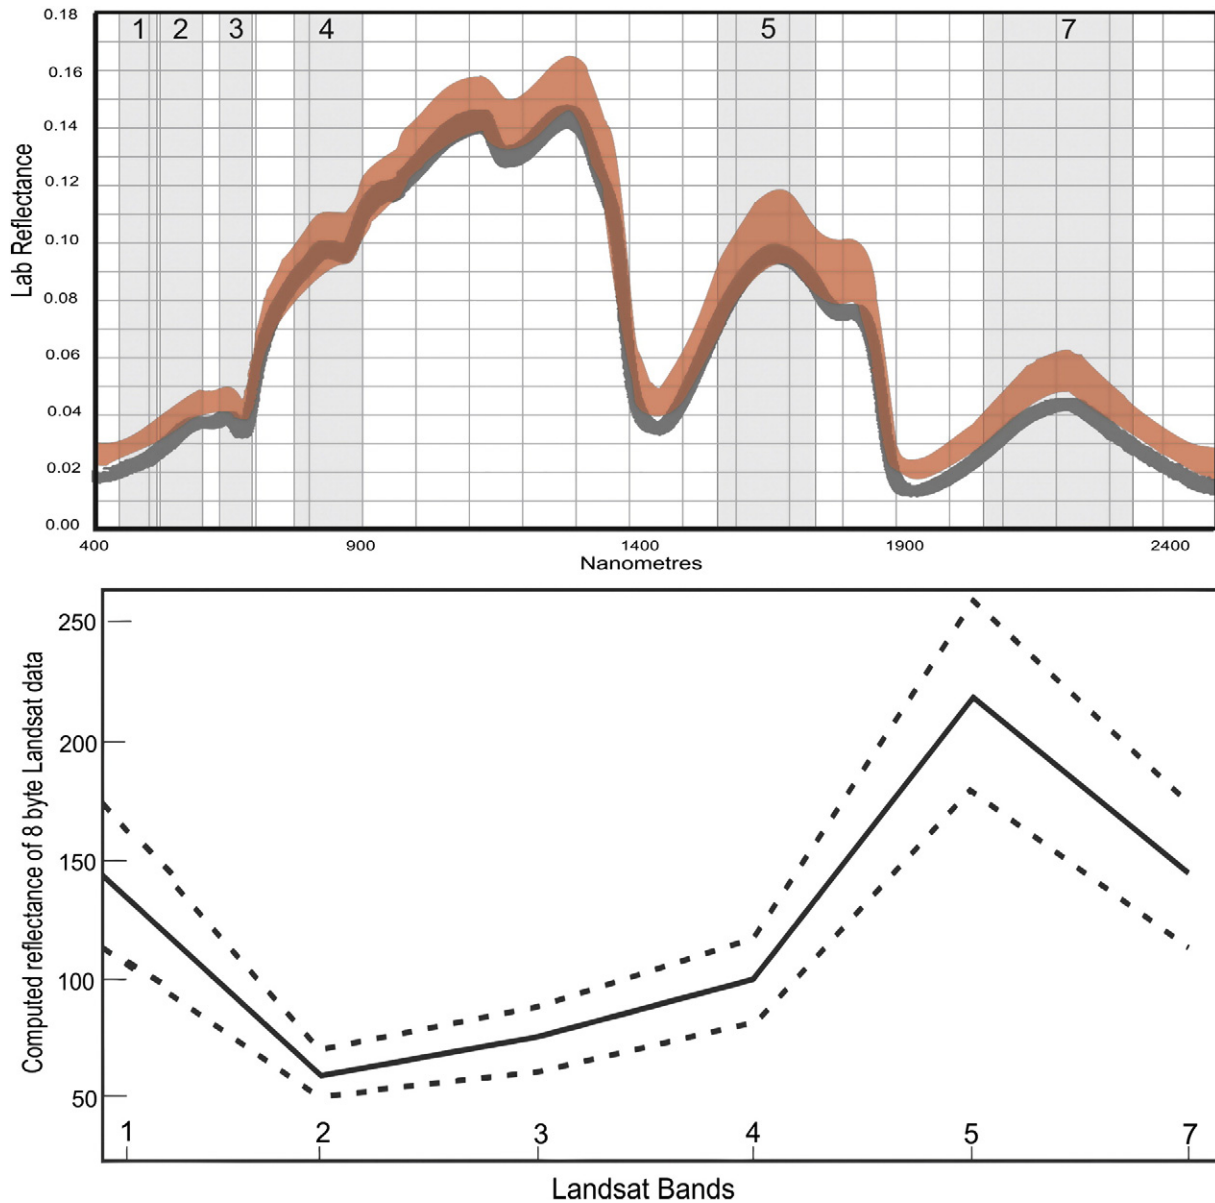 0.18
1 2 3 4 5 7
0.16
0.14
0.12
0.10
0.08
0.06
0.04
0.02
0.00
Lab Reflectance
400 900 1400 1900 2400
Nanometres
250
200
150
100
50
Computed reflectance of 8 byte Landsat data
1 2 3 4 5 7
Landsat Bands